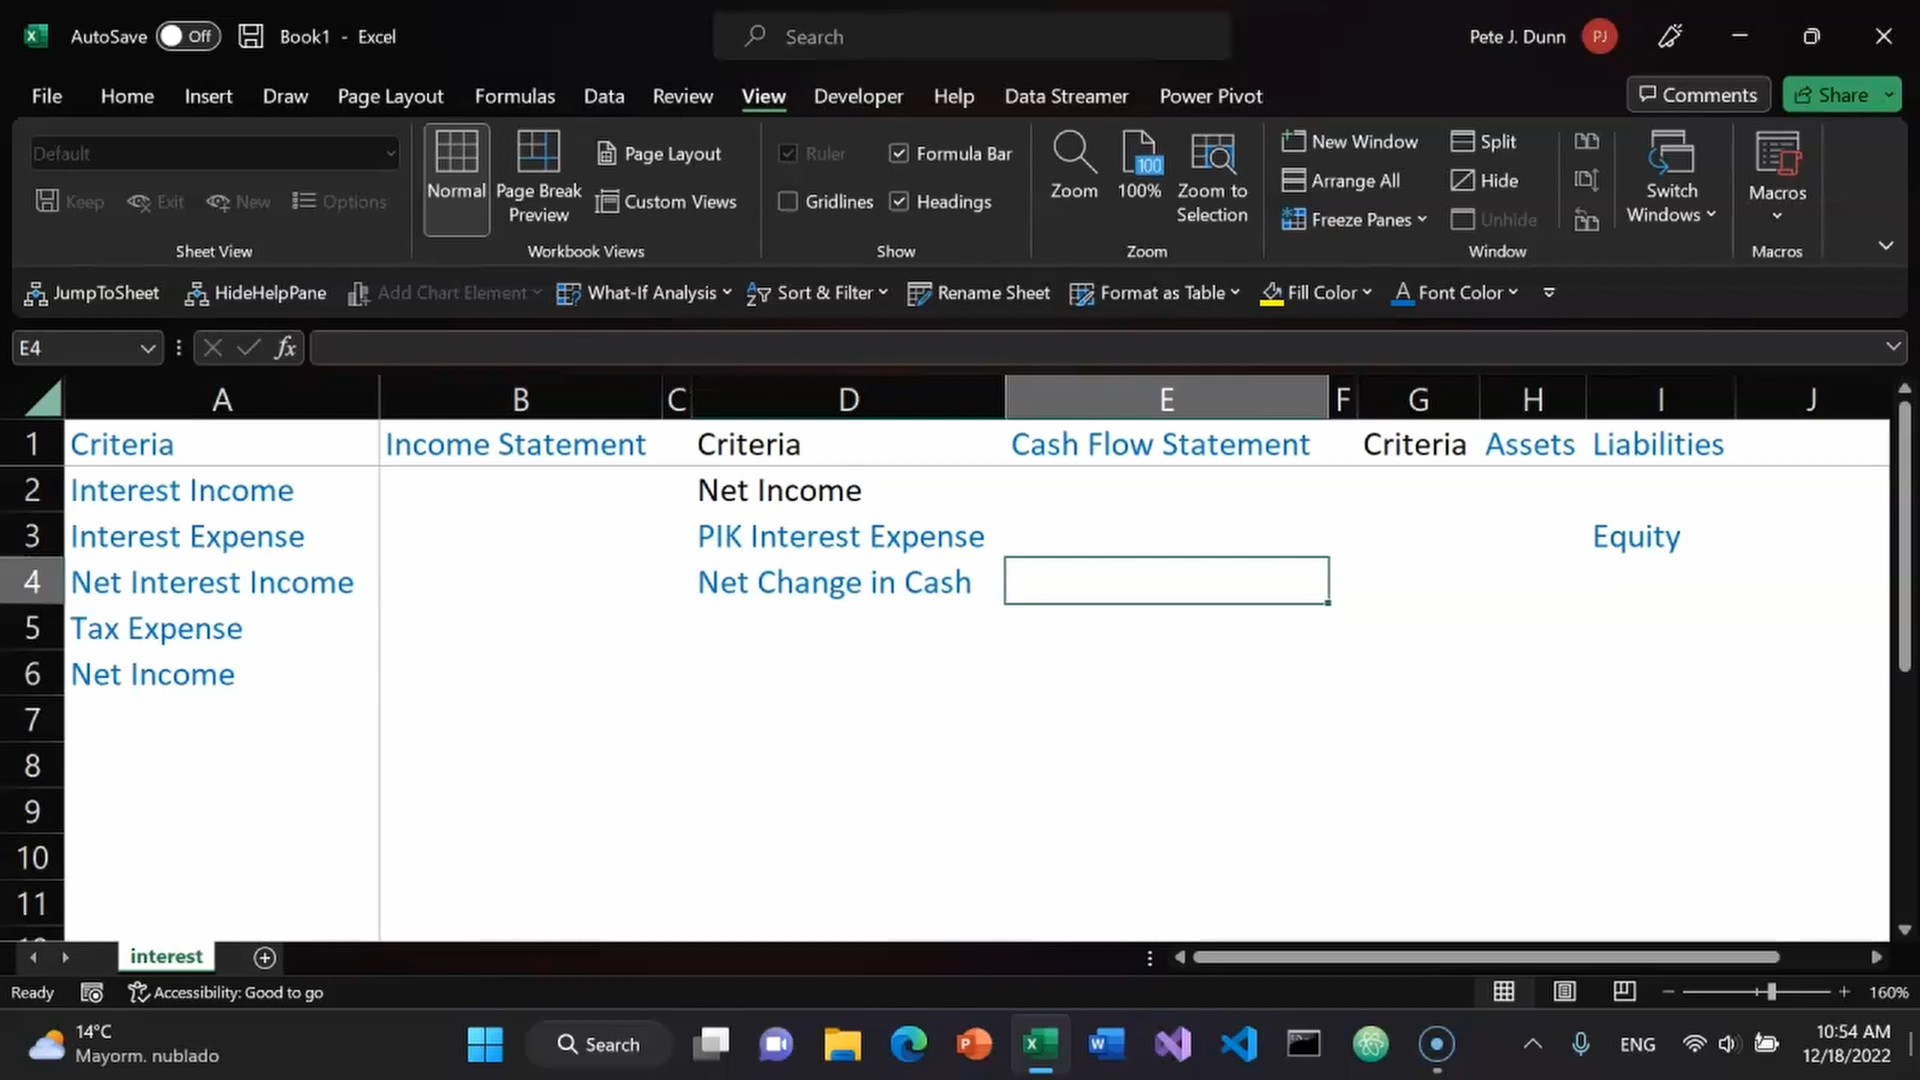 AutoSave Off Book1 - Excel Search Pete J. Dunn PJ
File Home Insert Draw Page Layout Formulas Data Review View Developer Help Data Streamer Power Pivot Comments Share
Default
Keep Exit New Options
Sheet View
Normal
Page Break
Preview
Page Layout
Custom Views
Workbook Views
Ruler
Formula Bar
Gridlines
Headings
Show
Zoom
100
100%
Zoom to
Selection
Zoom
New Window
Arrange All
Freeze Panes
Split
Hide
Unhide
Switch
Windows
Window
Macros
Macros
JumpToSheet HideHelpPane Add Chart Element What-If Analysis Sort & Filter Rename Sheet Format as Table Fill Color Font Color
E4 fx
A B C D E F G H I J
1 Criteria Income Statement Criteria Cash Flow Statement Criteria Assets Liabilities
2 Interest Income Net Income
3 Interest Expense PIK Interest Expense Equity
4 Net Interest Income Net Change in Cash
5 Tax Expense
6 Net Income
7
8
9
10
11
interest
Ready Accessibility: Good to go 160%
14°C
Mayorm. nublado
Search
ENG
10:54 AM
12/18/2022